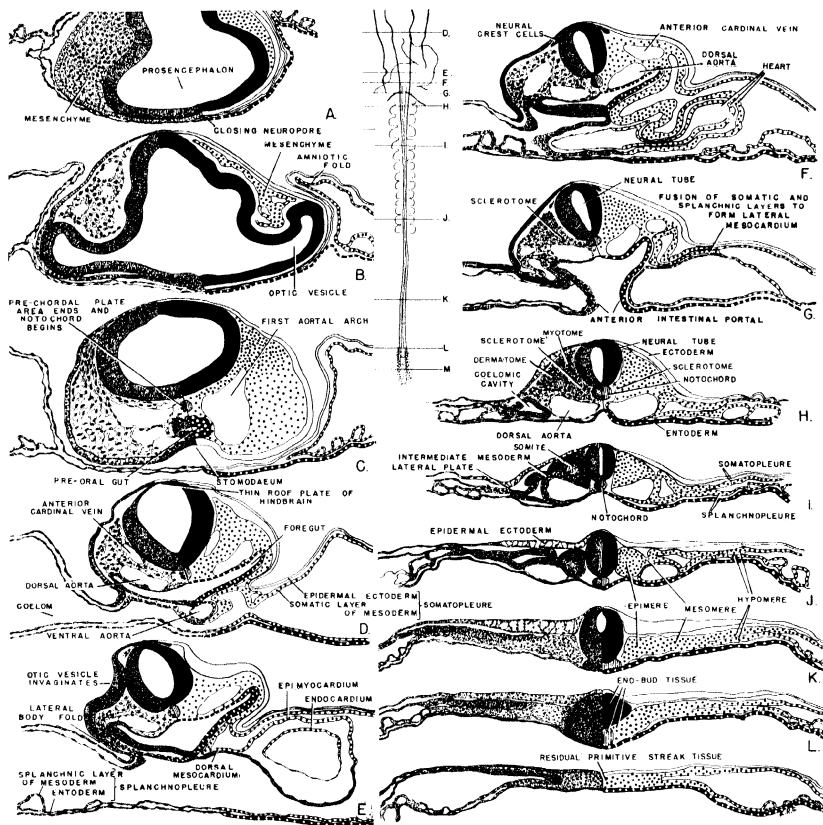 PROSENCEPHALON
MESENCHYME
A.
CLOSING NEUROPORE
MESENCHYME
AMNIOTIC
FOLD
B.
OPTIC VESICLE
PRE-CHORDAL PLATE
AREA ENDS AND
NOTOCHORD
BEGINS
FIRST AORTAL ARCH
C.
PRE-ORAL GUT
STOMODAEUM
THIN ROOF PLATE OF
HINDBRAIN
ANTERIOR
CARDINAL VEIN
FOREGUT
DORSAL AORTA
COELOM
EPIDERMAL ECTODERM
SOMATIC LAYER
OF MESODERM
SOMATOPLEURE
VENTRAL AORTA
D.
OTIC VESICLE
INVAGINATES
EPIMYOCARDIUM
ENDOCARDIUM
LATERAL
BODY FOLD
DORSAL
MESOCARDIUM
SPLANCHNIC LAYER
OF MESODERM
ENTODERM
SPLANCHNOPLEURE
E.
D.
E.
F
G.
H.
I
J.
K
L
M
NEURAL
CREST CELLS
ANTERIOR CARDINAL VEIN
DORSAL
AORTA
HEART
F.
NEURAL TUBE
SCLEROTOME
FUSION OF SOMATIC AND
SPLANCHNIC LAYERS TO
FORM LATERAL
MESOCARDIUM
G.
ANTERIOR INTESTINAL PORTAL
MYOTOME
SCLEROTOME
NEURAL TUBE
ECTODERM
DERMATOME
COELOMIC
CAVITY
SCLEROTOME
NOTOCHORD
H.
DORSAL AORTA
ENTODERM
SOMITE
INTERMEDIATE MESODERM
LATERAL PLATE
SOMATOPLEURE
I.
NOTOCHORD
SPLANCHNOPLEURE
EPIDERMAL ECTODERM
J.
EPIMERE
MESOMERE
HYPOMERE
K.
END-BUD TISSUE
L.
RESIDUAL PRIMITIVE STREAK TISSUE